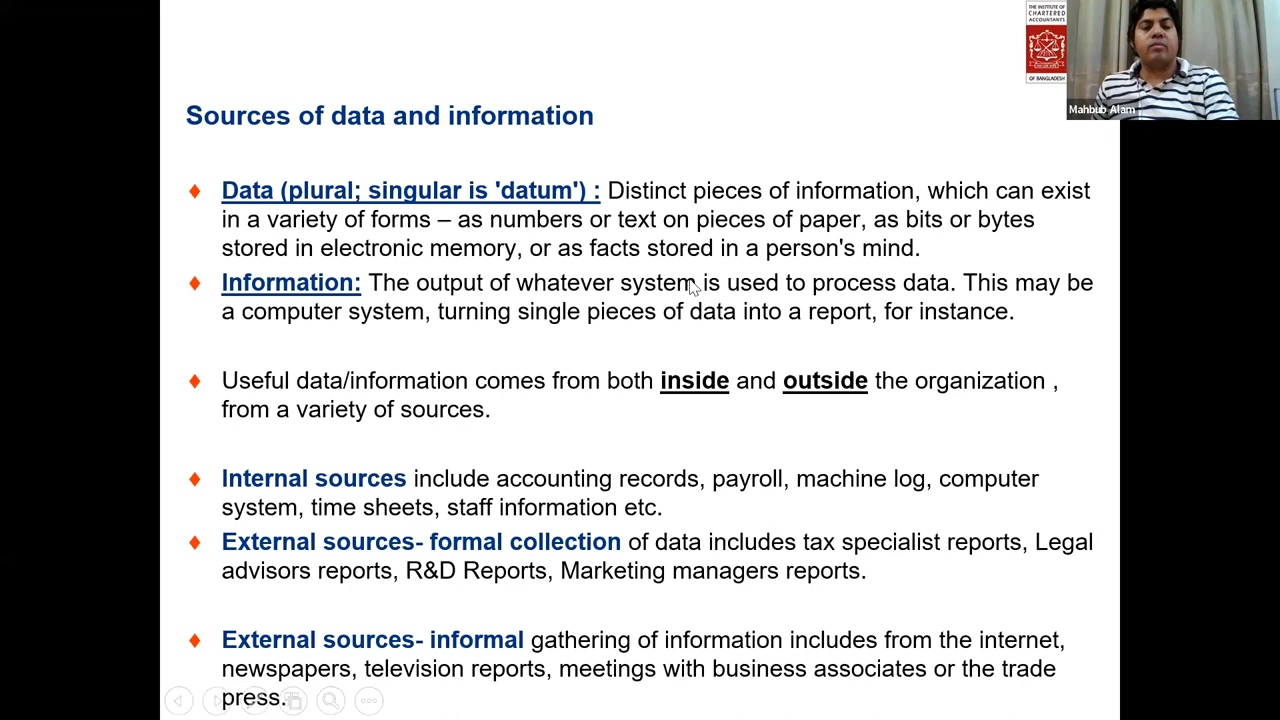 THE INSTITUTE OF
CHARTERED
ACCOUNTANTS
OF BANGLADESH
Mahbub Alam
Sources of data and information
Data (plural; singular is 'datum') : Distinct pieces of information, which can exist
in a variety of forms – as numbers or text on pieces of paper, as bits or bytes
stored in electronic memory, or as facts stored in a person's mind.
Information: The output of whatever system is used to process data. This may be
a computer system, turning single pieces of data into a report, for instance.
Useful data/information comes from both inside and outside the organization ,
from a variety of sources.
Internal sources include accounting records, payroll, machine log, computer
system, time sheets, staff information etc.
External sources- formal collection of data includes tax specialist reports, Legal
advisors reports, R&D Reports, Marketing managers reports.
External sources- informal gathering of information includes from the internet,
newspapers, television reports, meetings with business associates or the trade
press.